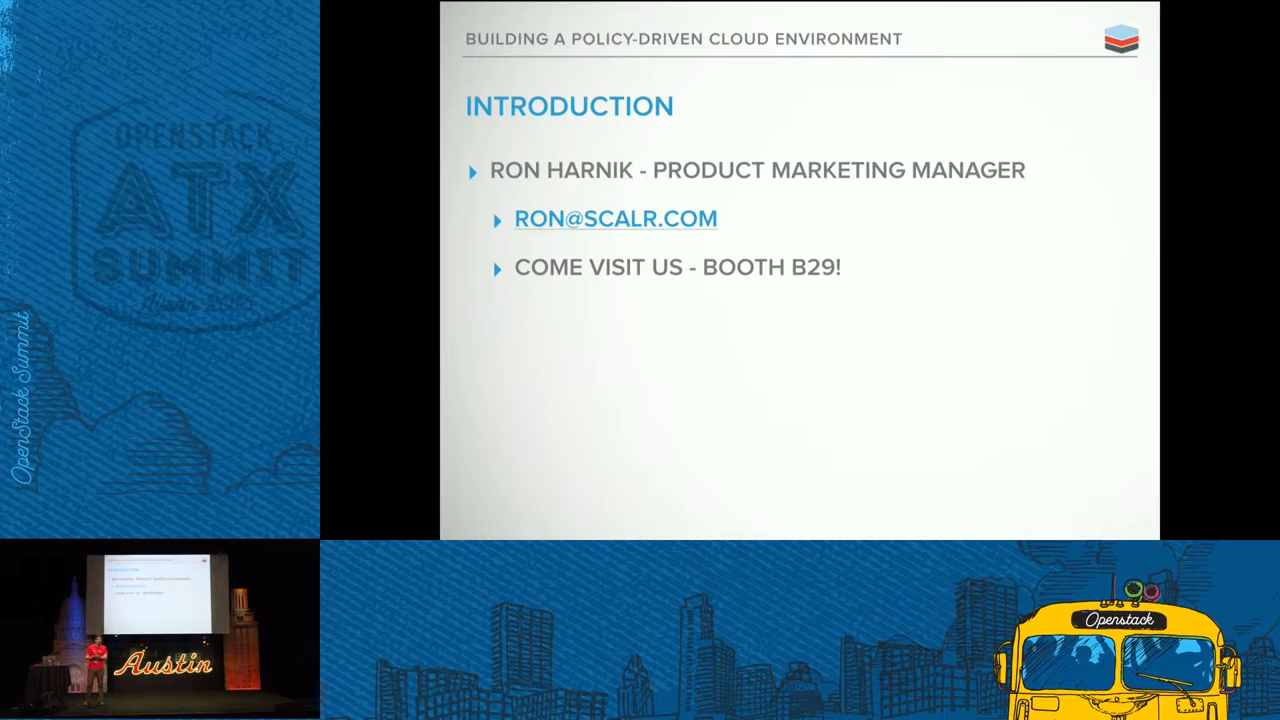 BUILDING A POLICY-DRIVEN CLOUD ENVIRONMENT
INTRODUCTION
RON HARNIK - PRODUCT MARKETING MANAGER
RON@SCALR.COM
COME VISIT US - BOOTH B29!
OPENSTACK
ATX
SUMMIT
OpenStack Summit
INTRODUCTION
Austin
Openstack